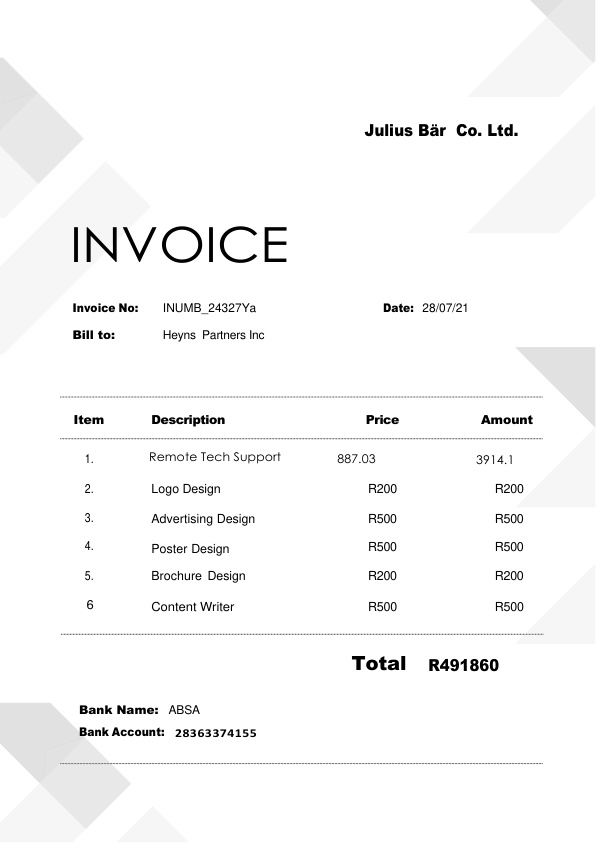 Julius Bär Co. Ltd.
INVOICE
Invoice No: INUMB_24327Ya Date: 28/07/21
Bill to: Heyns Partners Inc
Item Description Price Amount
1. Remote Tech Support 887.03 3914.1
2. Logo Design R200 R200
3. Advertising Design R500 R500
4. Poster Design R500 R500
5. Brochure Design R200 R200
6 Content Writer R500 R500
Total R491860
Bank Name: ABSA
Bank Account: 28363374155